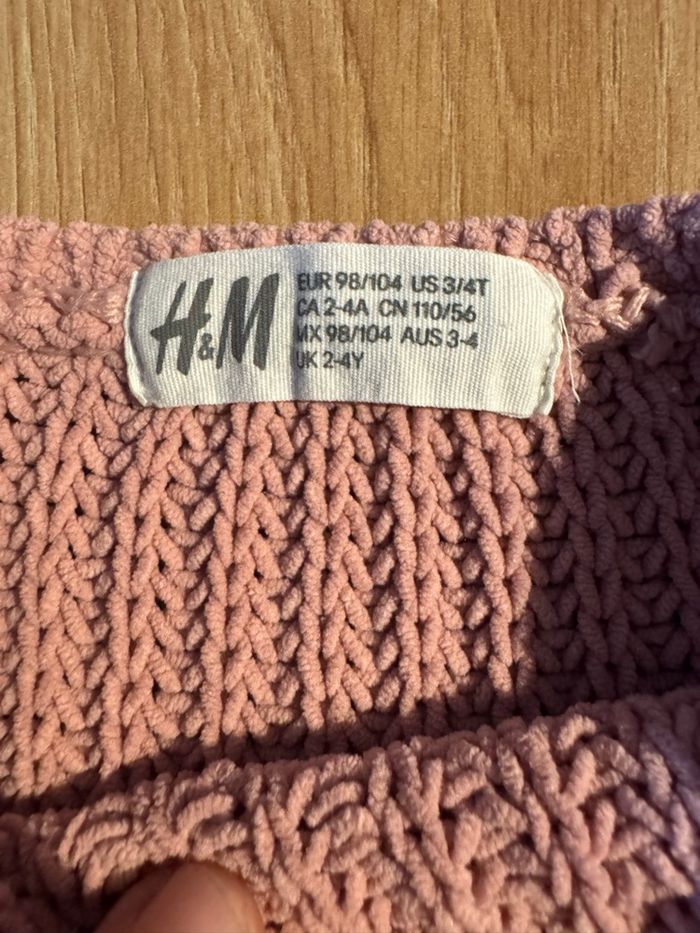 H&M
EUR 98/104 US 3/4T
CA 2-4A CN 110/56
MX 98/104 AUS 3-4
UK 2-4Y